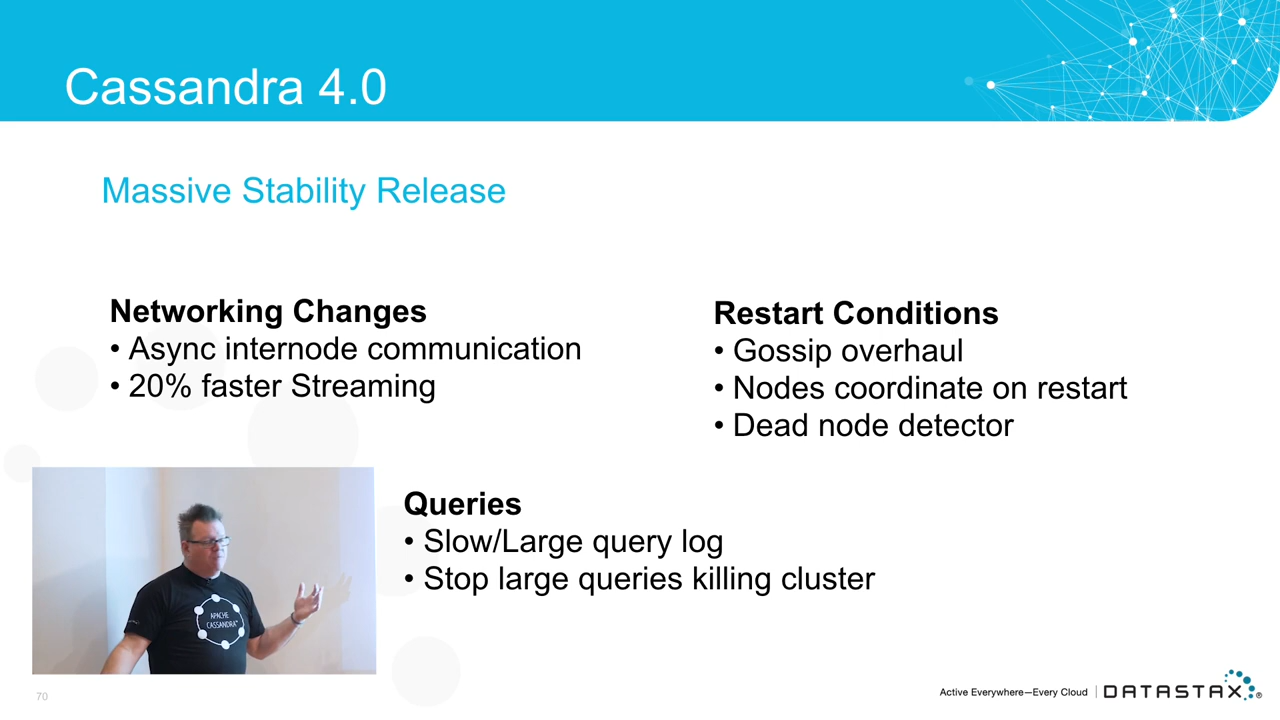 Cassandra 4.0
Massive Stability Release
Networking Changes
• Async internode communication
• 20% faster Streaming
Restart Conditions
• Gossip overhaul
• Nodes coordinate on restart
• Dead node detector
Queries
• Slow/Large query log
• Stop large queries killing cluster
APACHE
CASSANDRA
70
Active Everywhere—Every Cloud
DATASTAX®